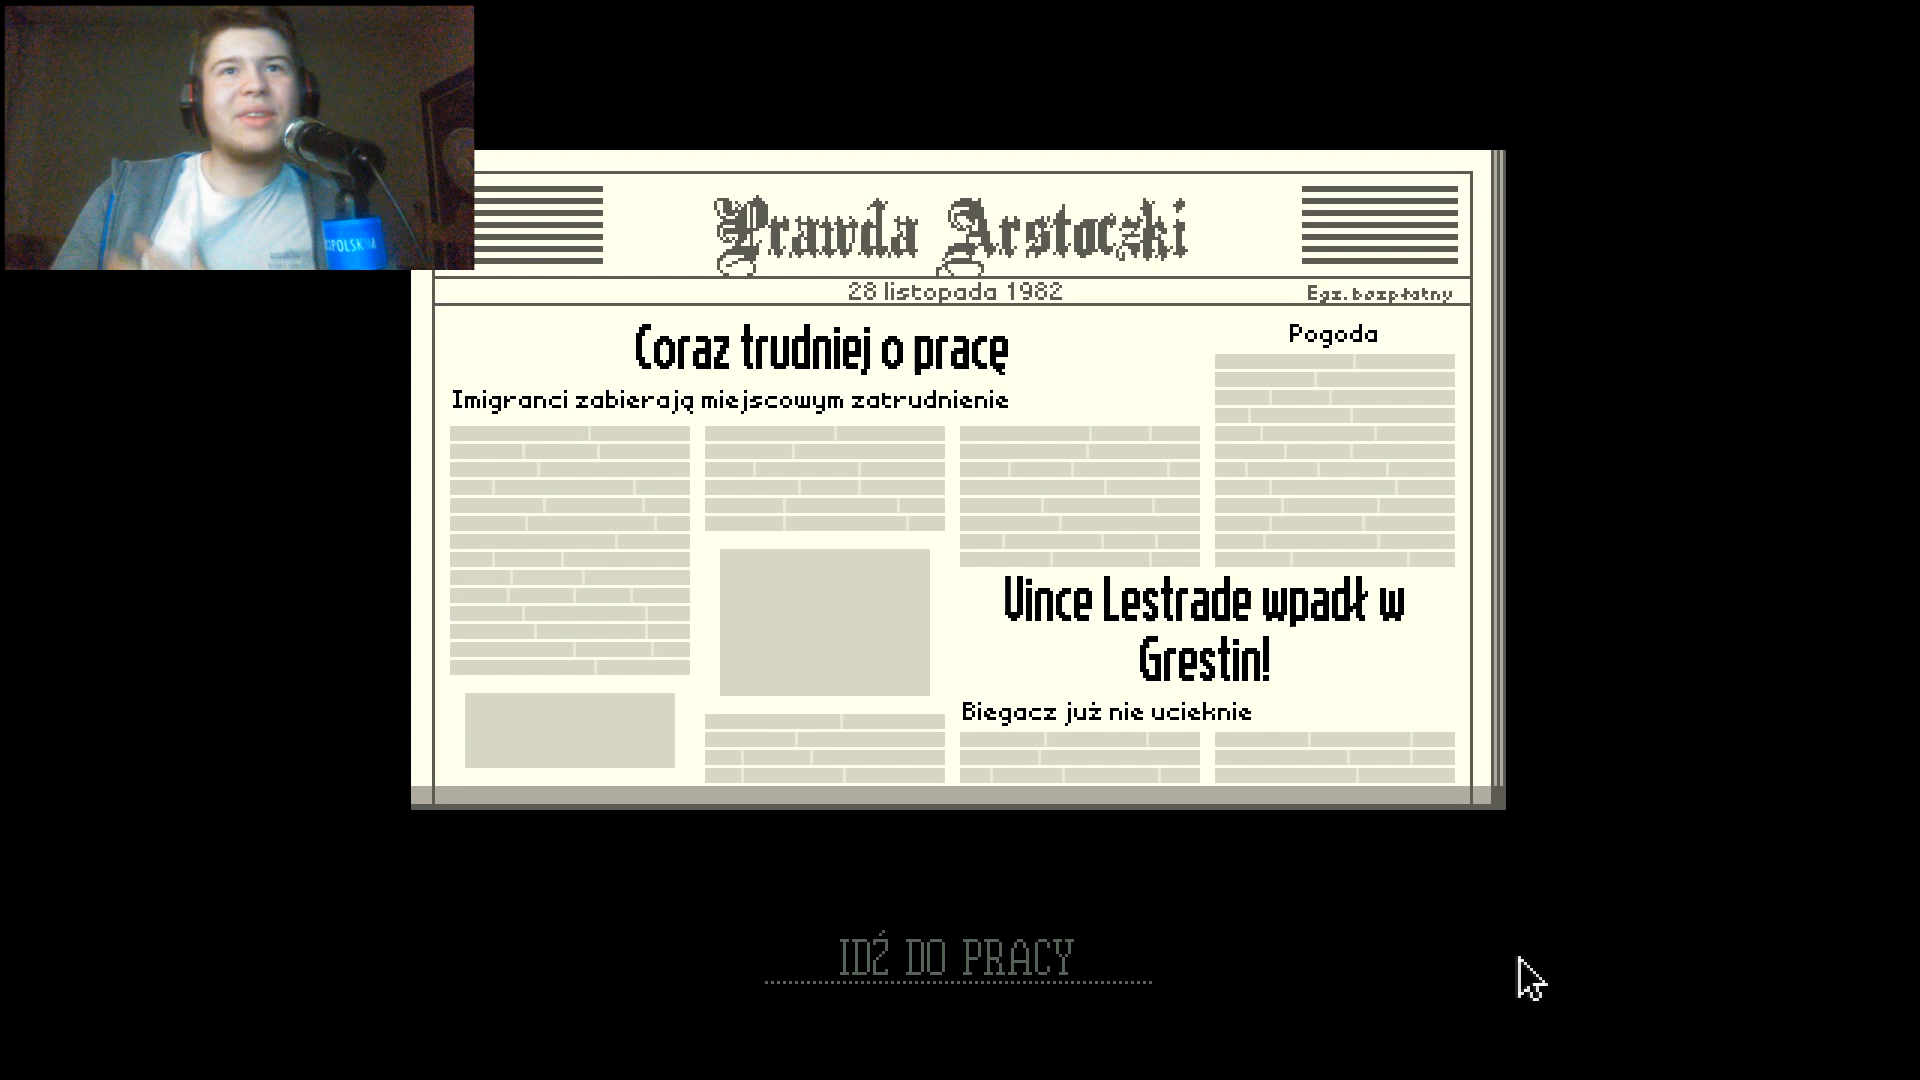 OPOLSK
Prawda Arstoczki
28 listopada 1982
Egz. bezpłatny
Coraz trudniej o pracę
Imigranci zabierają miejscowym zatrudnienie
Pogoda
Vince Lestrade wpadł w
Grestin!
Biegacz już nie ucieknie
IDŹ DO PRACY